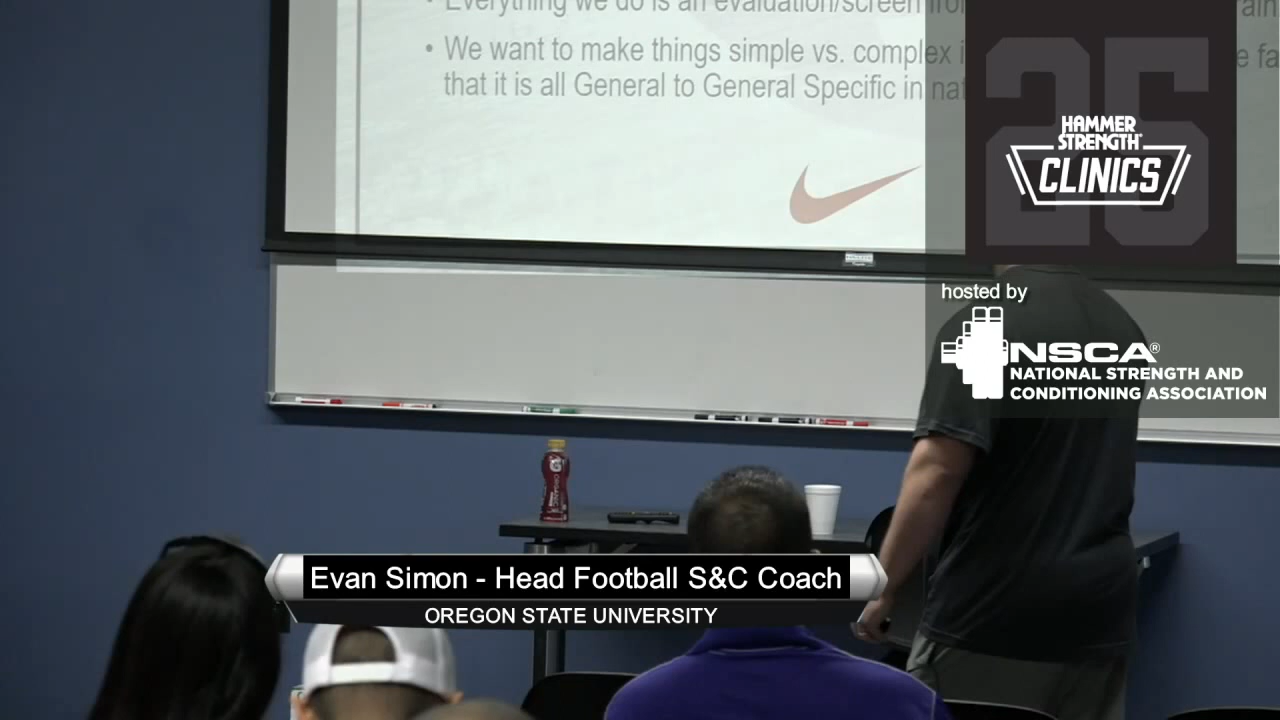 Everything we do is an evaluation/screen
• We want to make things simple vs. complex
that it is all General to General Specific in
25
HAMMER
STRENGTH®
CLINICS
hosted by
NSCA®
NATIONAL STRENGTH AND
CONDITIONING ASSOCIATION
Evan Simon - Head Football S&C Coach
OREGON STATE UNIVERSITY